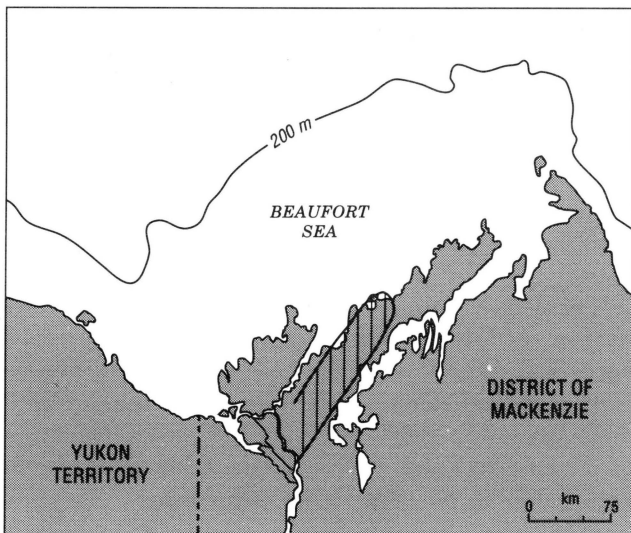 200 m
BEAUFORT
SEA
DISTRICT OF
MACKENZIE
YUKON
TERRITORY
km
0 75